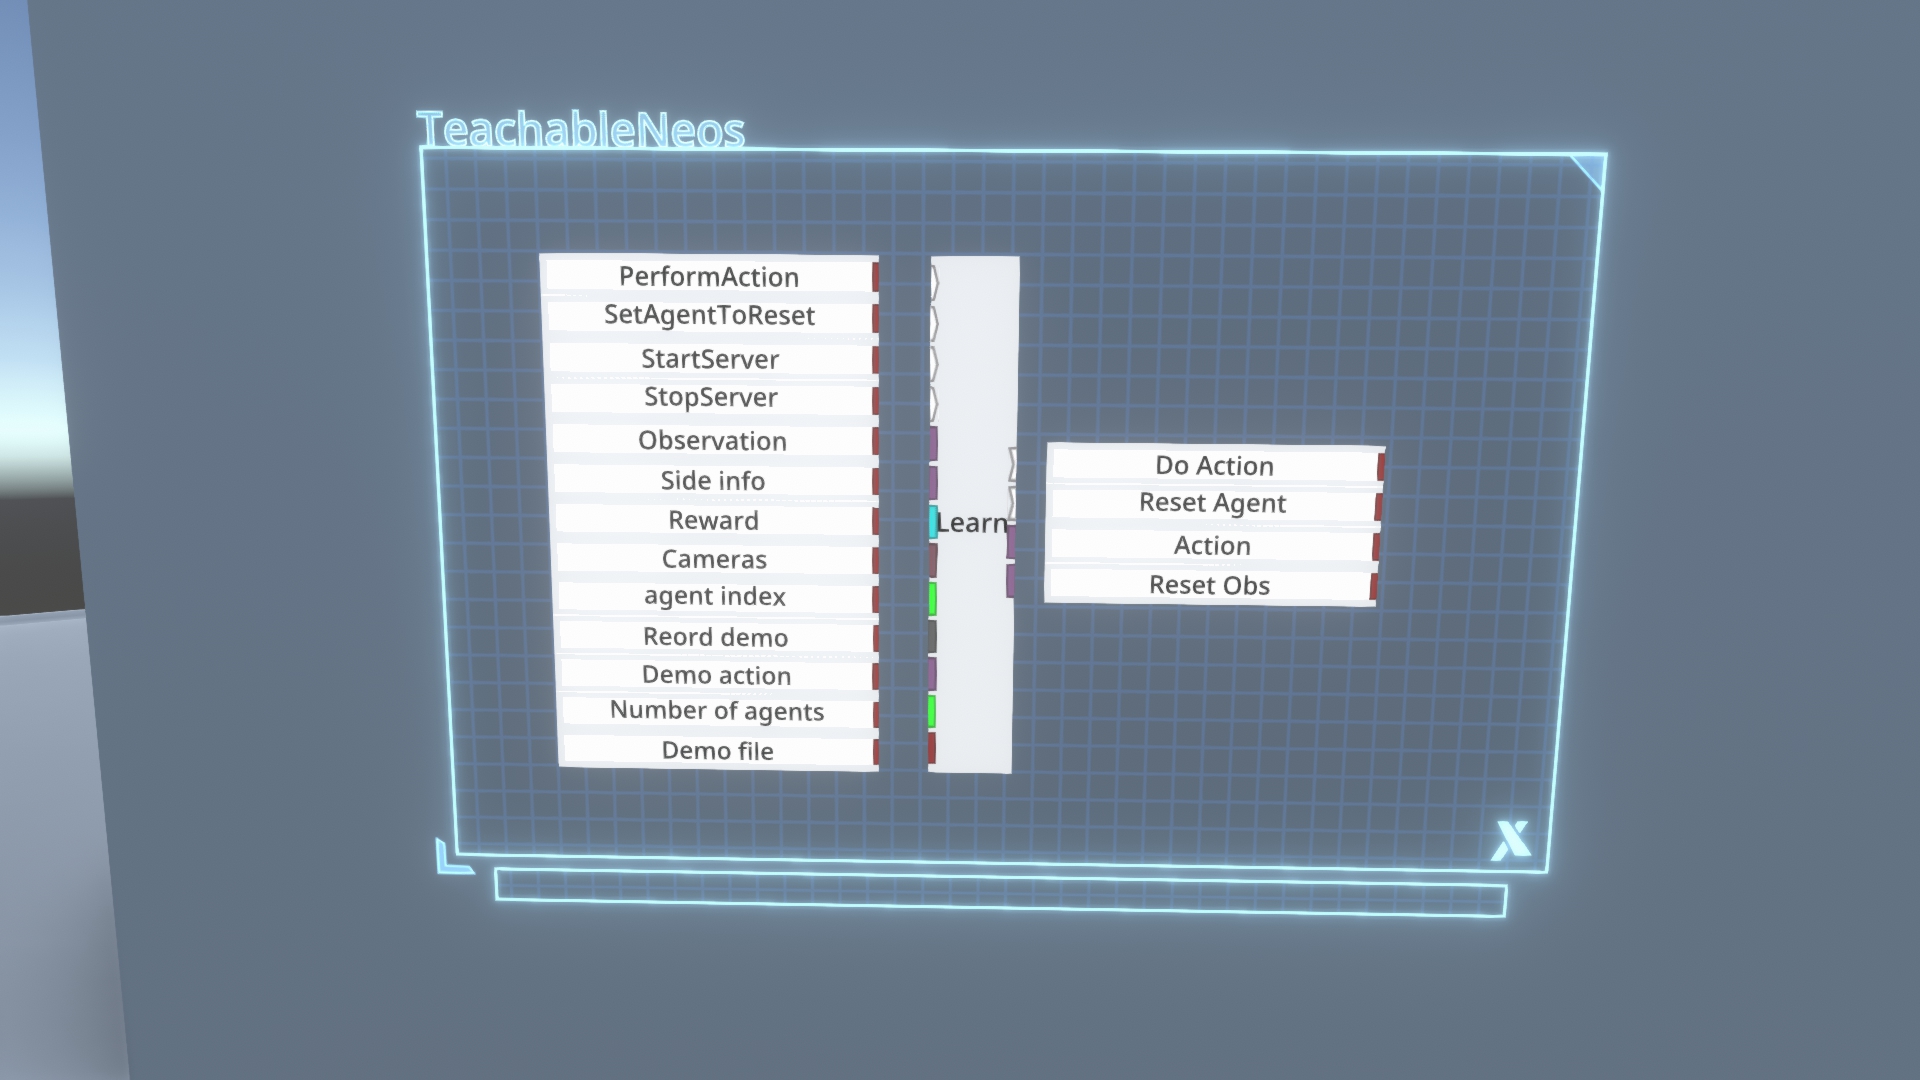 TeachableNeos
PerformAction
SetAgentToReset
StartServer
StopServer
Observation
Side info
Reward
Cameras
agent index
Reord demo
Demo action
Number of agents
Demo file
Learn
Do Action
Reset Agent
Action
Reset Obs
X